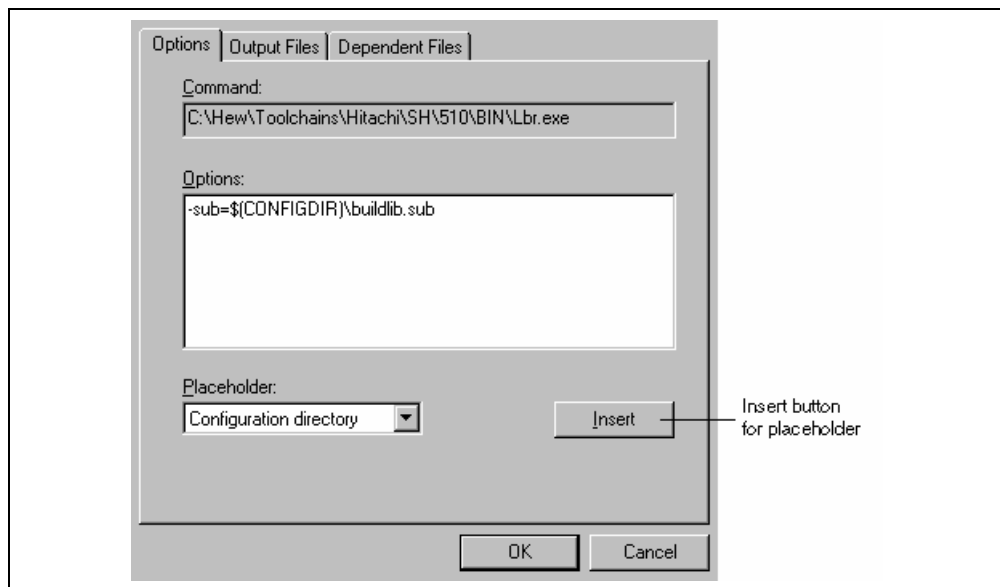 Options
Output Files
Dependent Files
Command:
C:\Hew\Toolchains\Hitachi\SH\510\BIN\Lbr.exe
Options:
-sub=$(CONFIGDIR)\buildlib.sub
Placeholder:
Configuration directory
Insert
Insert button
for placeholder
OK
Cancel